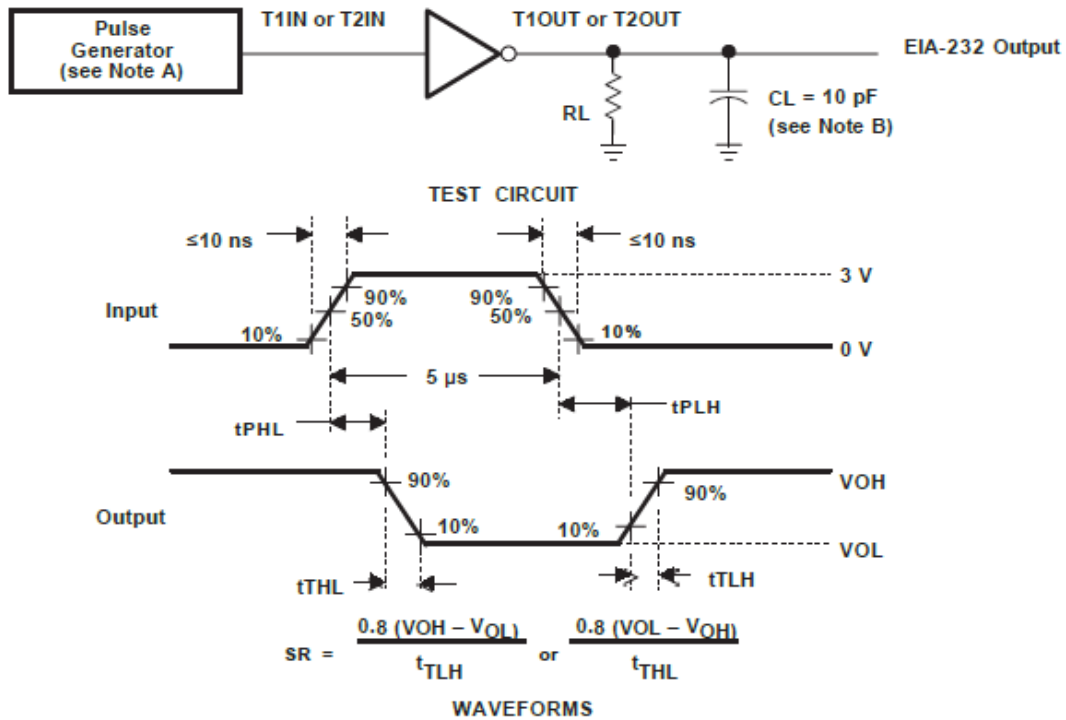 Pulse
Generator
(see Note A)
T1IN or T2IN
T1OUT or T2OUT
EIA-232 Output
RL
CL = 10 pF
(see Note B)
TEST CIRCUIT
≤10 ns
≤10 ns
Input
3 V
90%
90%
50%
50%
10%
10%
0 V
5 µs
tPHL
tPLH
Output
VOH
90%
90%
10%
10%
VOL
tTHL
tTLH
SR = 0.8 (VOH – VOL) / tTLH or 0.8 (VOL – VOH) / tTHL
WAVEFORMS